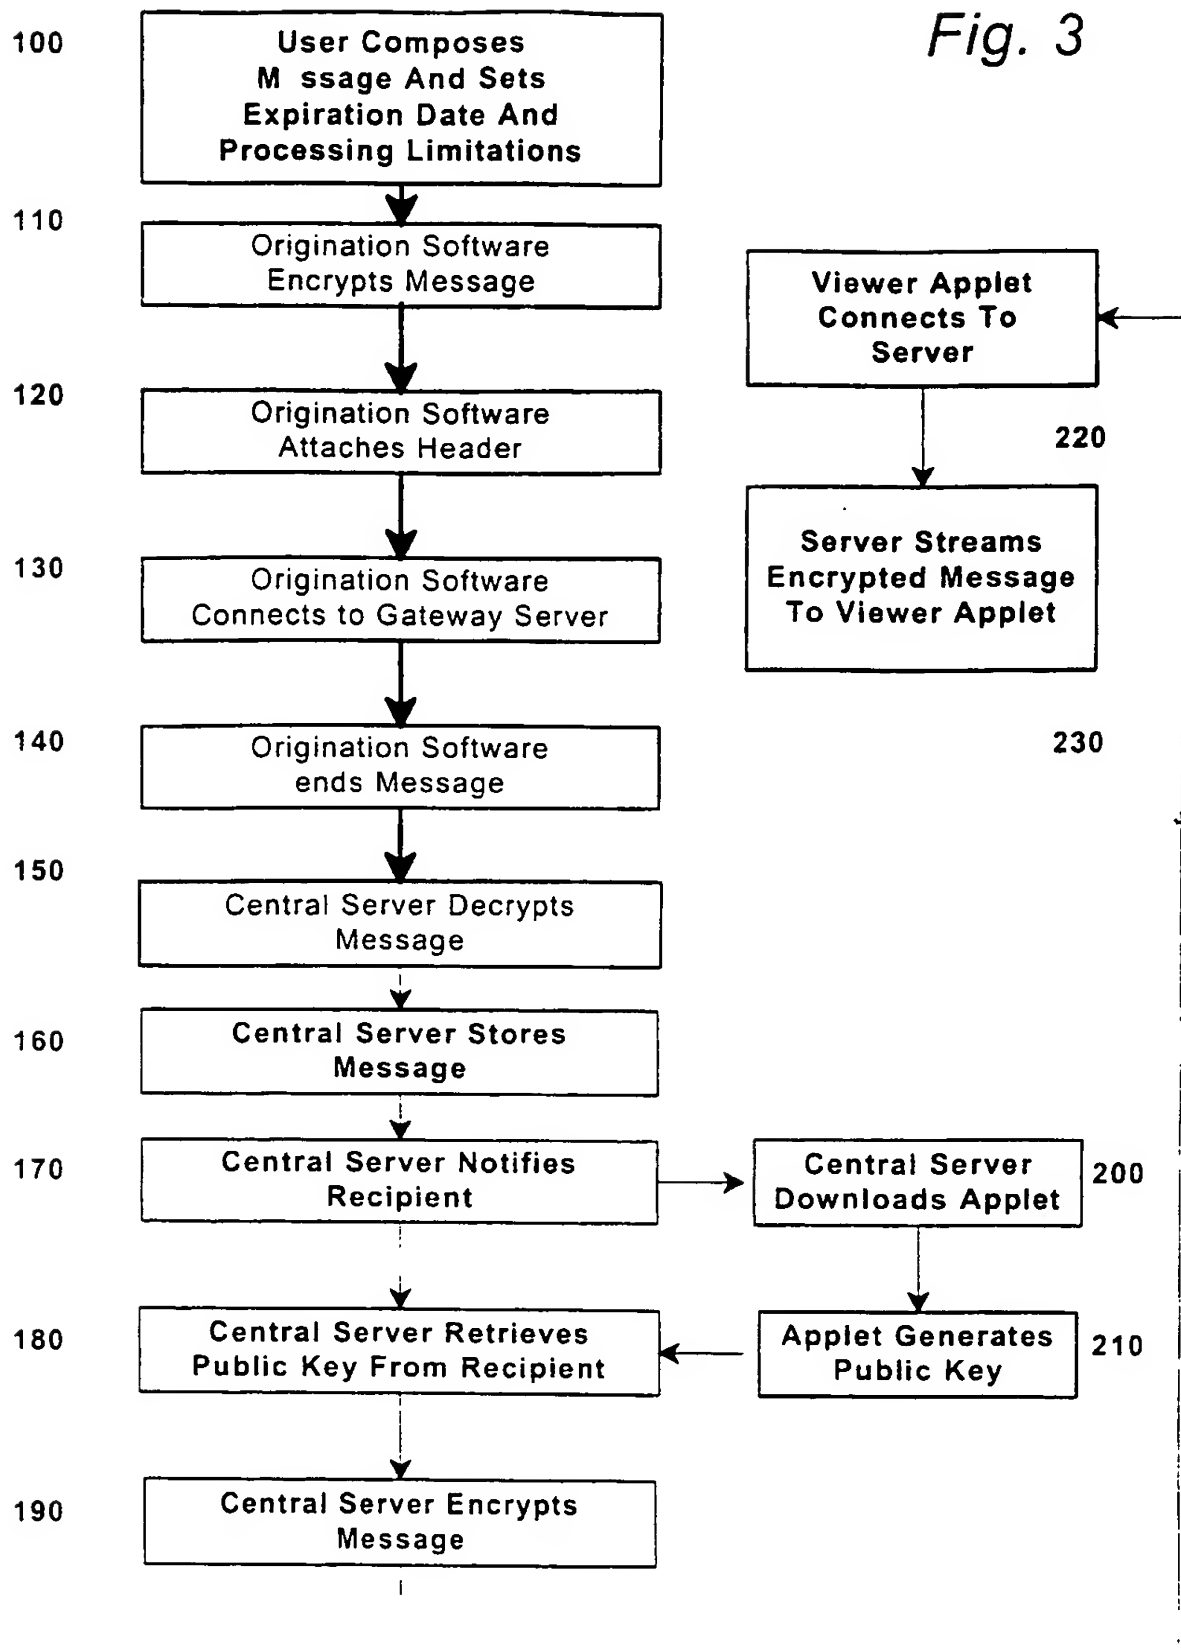 Fig. 3
100
User Composes
M ssage And Sets
Expiration Date And
Processing Limitations
110
Origination Software
Encrypts Message
120
Origination Software
Attaches Header
130
Origination Software
Connects to Gateway Server
140
Origination Software
ends Message
150
Central Server Decrypts
Message
160
Central Server Stores
Message
170
Central Server Notifies
Recipient
180
Central Server Retrieves
Public Key From Recipient
190
Central Server Encrypts
Message
Central Server
Downloads Applet
200
Applet Generates
Public Key
210
Viewer Applet
Connects To
Server
220
Server Streams
Encrypted Message
To Viewer Applet
230